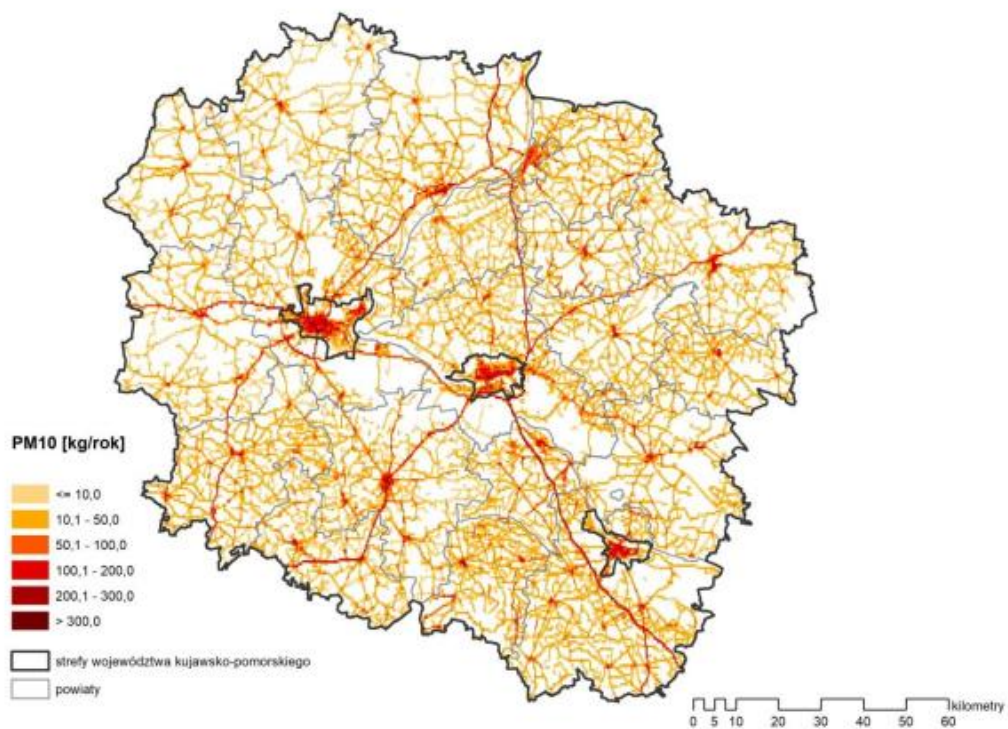 PM10 [kg/rok]
<= 10,0
10,1 - 50,0
50,1 - 100,0
100,1 - 200,0
200,1 - 300,0
> 300,0
strefy województwa kujawsko-pomorskiego
powiaty
kilometry
0 5 10 20 30 40 50 60